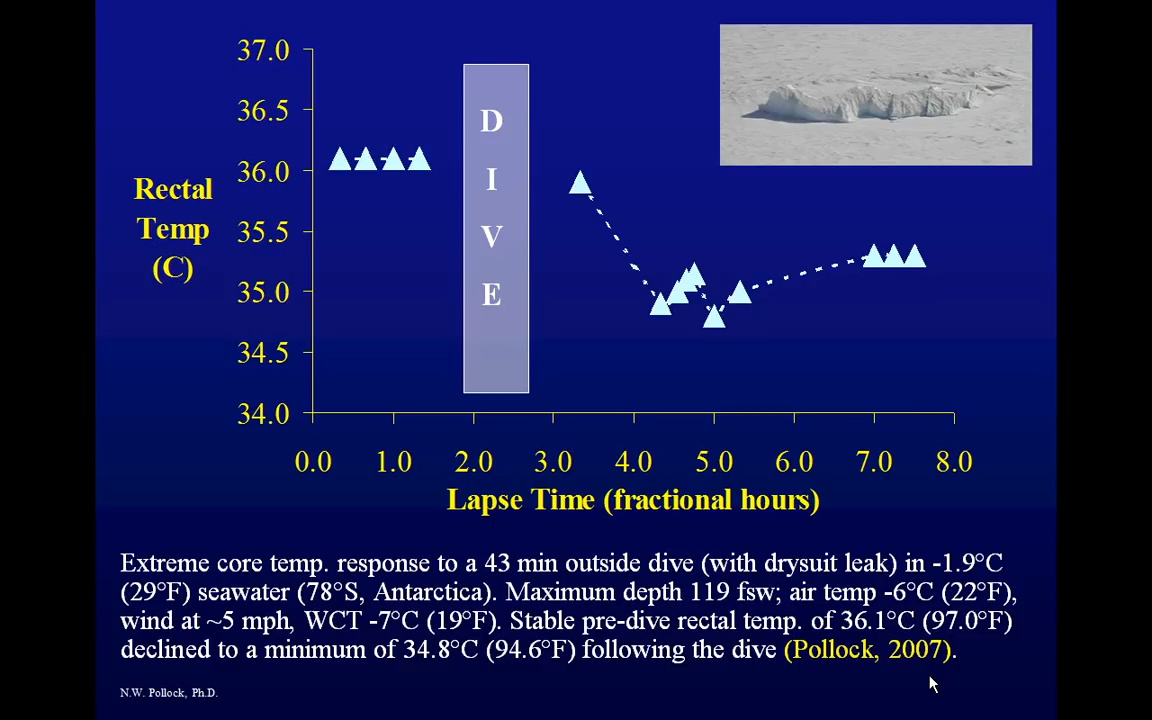 37.0
36.5
36.0
35.5
35.0
34.5
34.0
Rectal
Temp
(C)
D
I
V
E
0.0 1.0 2.0 3.0 4.0 5.0 6.0 7.0 8.0
Lapse Time (fractional hours)
Extreme core temp. response to a 43 min outside dive (with drysuit leak) in -1.9°C
(29°F) seawater (78°S, Antarctica). Maximum depth 119 fsw; air temp -6°C (22°F),
wind at ~5 mph, WCT -7°C (19°F). Stable pre-dive rectal temp. of 36.1°C (97.0°F)
declined to a minimum of 34.8°C (94.6°F) following the dive (Pollock, 2007).
N.W. Pollock, Ph.D.